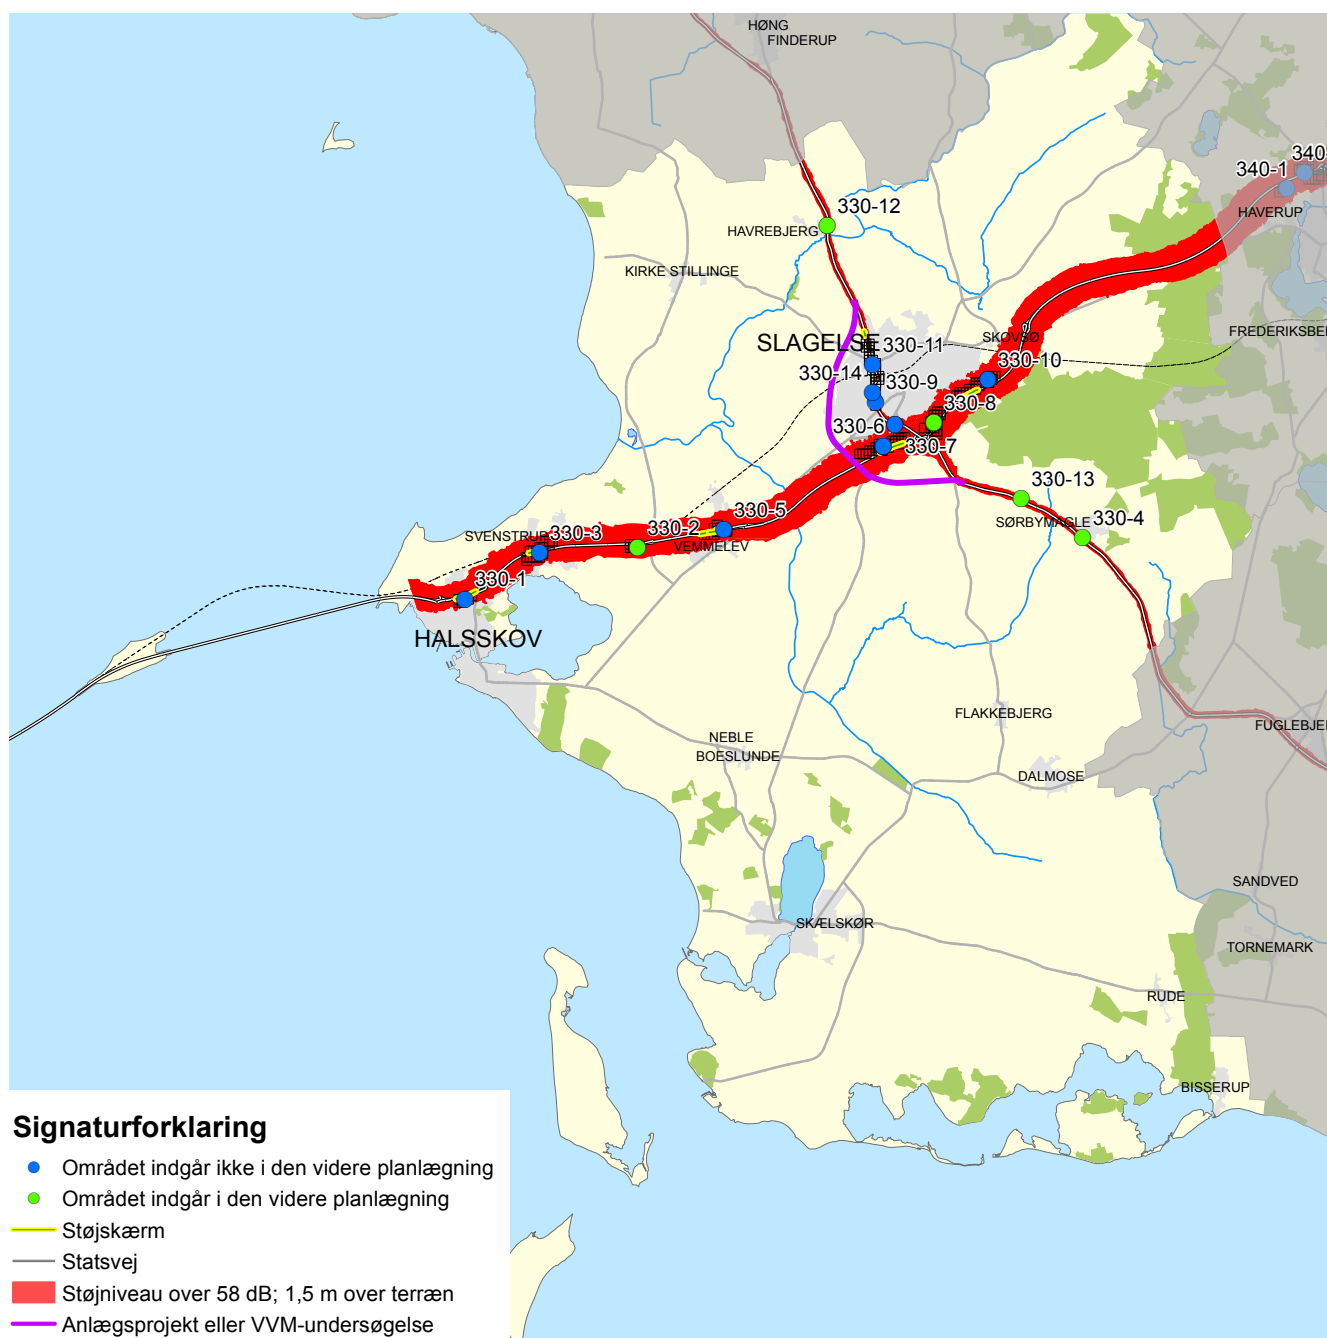 HØNG
FINDERUP
340-1
340-
HAVERUP
330-12
HAVREBJERG
KIRKE STILLINGE
SLAGELSE
330-11
SKOVSØ
FREDERIKSBE
330-14
330-9
330-10
330-8
330-6
330-7
330-13
SØRBYMAGLE
330-4
330-5
330-2
VEMMELEV
SVENSTRUP
330-3
330-1
HALSSKOV
FLAKKEBJERG
FUGLEBJE
NEBLE
BOESLUNDE
DALMOSE
SANDVED
SKÆLSKØR
TORNEMARK
RUDE
BISSERUP
Signaturforklaring
Området indgår ikke i den videre planlægning
Området indgår i den videre planlægning
Støjskærm
Statsvej
Støjniveau over 58 dB; 1,5 m over terræn
Anlægsprojekt eller VVM-undersøgelse